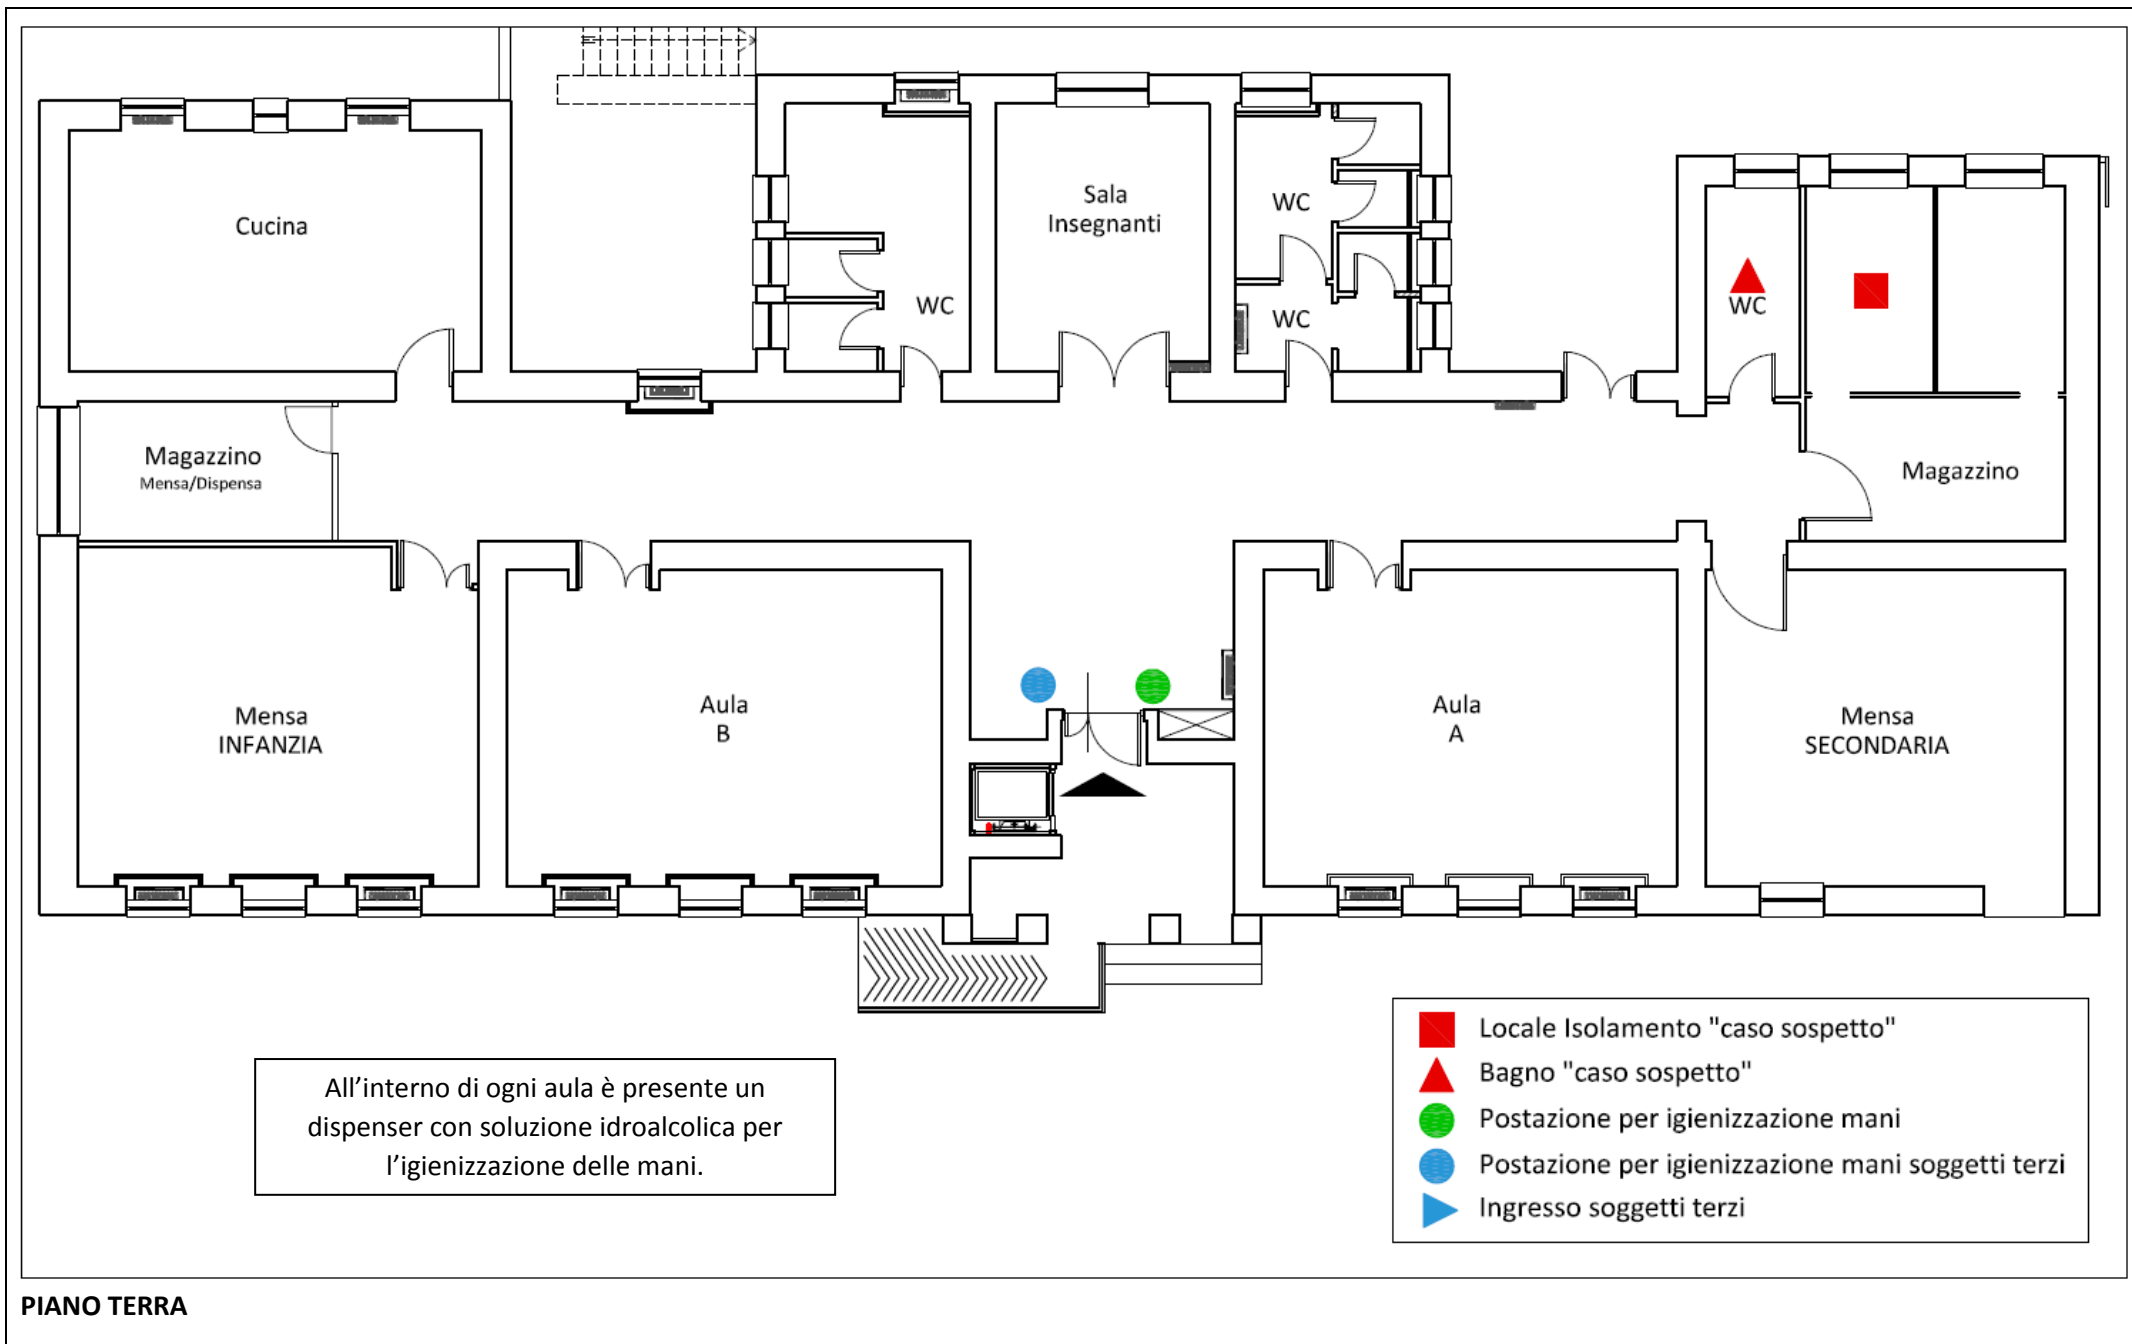 Cucina
Sala
Insegnanti
WC
WC
WC
WC
Magazzino
Mensa/Dispensa
Magazzino
Mensa
INFANZIA
Aula
B
Aula
A
Mensa
SECONDARIA
All’interno di ogni aula è presente un
dispenser con soluzione idroalcolica per
l’igienizzazione delle mani.
Locale Isolamento "caso sospetto"
Bagno "caso sospetto"
Postazione per igienizzazione mani
Postazione per igienizzazione mani soggetti terzi
Ingresso soggetti terzi
PIANO TERRA